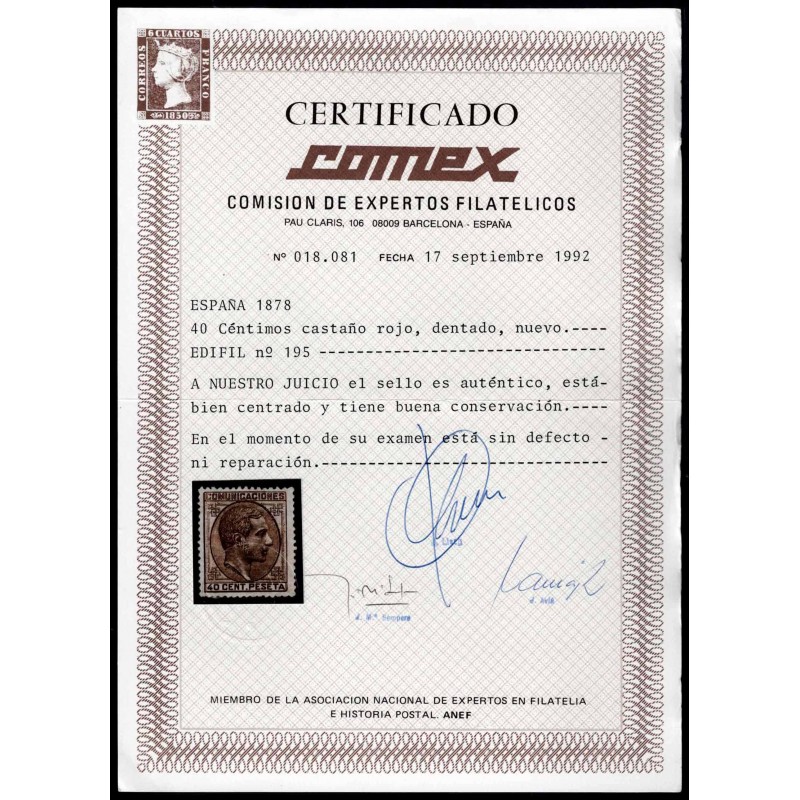 6 CUARTOS
CORREOS
FRANCO
1850
CERTIFICADO
comex
COMISION DE EXPERTOS FILATELICOS
PAU CLARIS, 106 08009 BARCELONA - ESPAÑA
Nº 018.081 FECHA 17 septiembre 1992
ESPAÑA 1878
40 Céntimos castaño rojo, dentado, nuevo.----
EDIFIL nº 195 -----------------------------
A NUESTRO JUICIO el sello es auténtico, está-
bien centrado y tiene buena conservación.----
En el momento de su examen está sin defecto -
ni reparación.-----------------------------
COMUNICACIONES
40 CENT. PESETA
J. Mª Sempere
J. Avilé
MIEMBRO DE LA ASOCIACION NACIONAL DE EXPERTOS EN FILATELIA
E HISTORIA POSTAL. ANEF